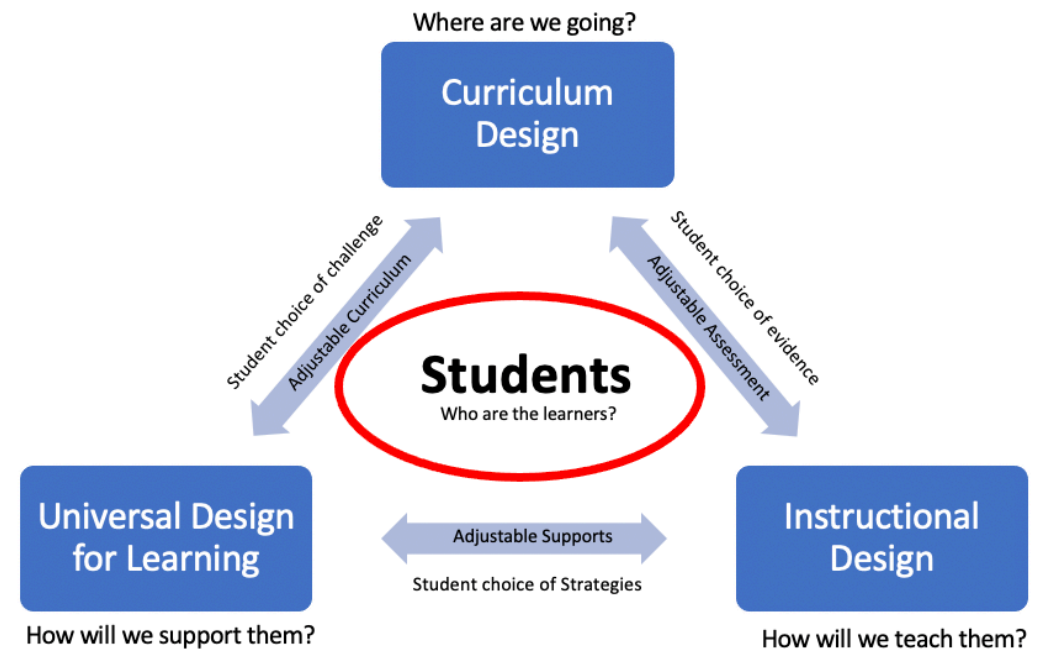 Where are we going?
Curriculum
Design
Student choice of challenge
Adjustable Curriculum
Student choice of evidence
Adjustable Assessment
Students
Who are the learners?
Universal Design
for Learning
Adjustable Supports
Student choice of Strategies
Instructional
Design
How will we support them?
How will we teach them?